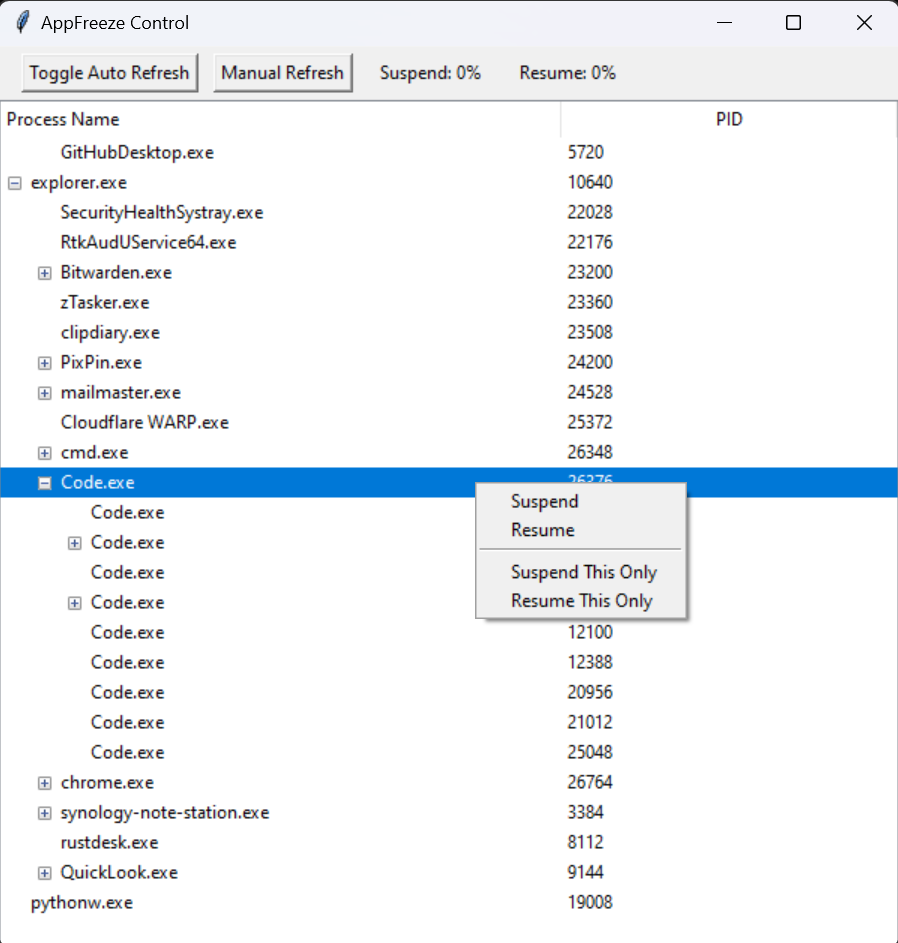 AppFreeze Control
Toggle Auto Refresh Manual Refresh Suspend: 0% Resume: 0%
Process Name PID
GitHubDesktop.exe 5720
explorer.exe 10640
SecurityHealthSystray.exe 22028
RtkAudUService64.exe 22176
Bitwarden.exe 23200
zTasker.exe 23360
clipdiary.exe 23508
PixPin.exe 24200
mailmaster.exe 24528
Cloudflare WARP.exe 25372
cmd.exe 26348
Code.exe 26376
Code.exe
Code.exe
Code.exe
Code.exe
Suspend
Resume
Suspend This Only
Resume This Only
Code.exe 12100
Code.exe 12388
Code.exe 20956
Code.exe 21012
Code.exe 25048
chrome.exe 26764
synology-note-station.exe 3384
rustdesk.exe 8112
QuickLook.exe 9144
pythonw.exe 19008